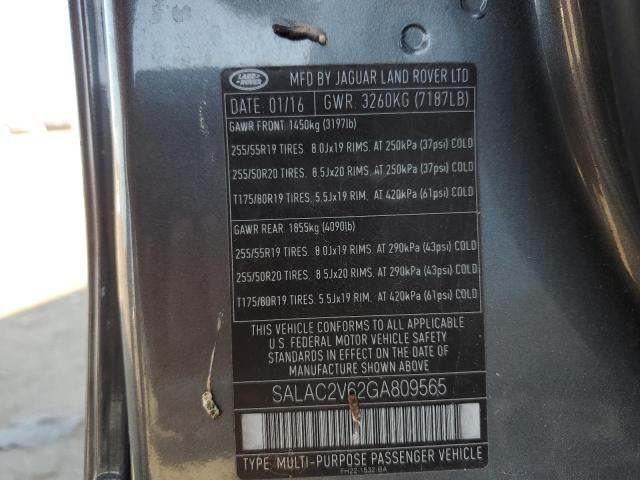 LAND ROVER
MFD BY JAGUAR LAND ROVER LTD
DATE. 01/16 GWR. 3260KG (7187LB)
GAWR FRONT. 1450kg (3197lb)
255/55R19 TIRES. 8.0Jx19 RIMS. AT 250kPa (37psi) COLD
255/50R20 TIRES. 8.5Jx20 RIMS. AT 250kPa (37psi) COLD
T175/80R19 TIRES. 5.5Jx19 RIM. AT 420kPa (61psi) COLD
GAWR REAR. 1855kg (4090lb)
255/55R19 TIRES. 8.0Jx19 RIMS. AT 290kPa (43psi) COLD
255/50R20 TIRES. 8.5Jx20 RIMS. AT 290kPa (43psi) COLD
T175/80R19 TIRES. 5.5Jx19 RIM. AT 420kPa (61psi) COLD
THIS VEHICLE CONFORMS TO ALL APPLICABLE
U.S. FEDERAL MOTOR VEHICLE SAFETY
STANDARDS IN EFFECT ON THE DATE OF
MANUFACTURE SHOWN ABOVE
SALAC2V62GA809565
TYPE. MULTI-PURPOSE PASSENGER VEHICLE
FH22-1532-BA